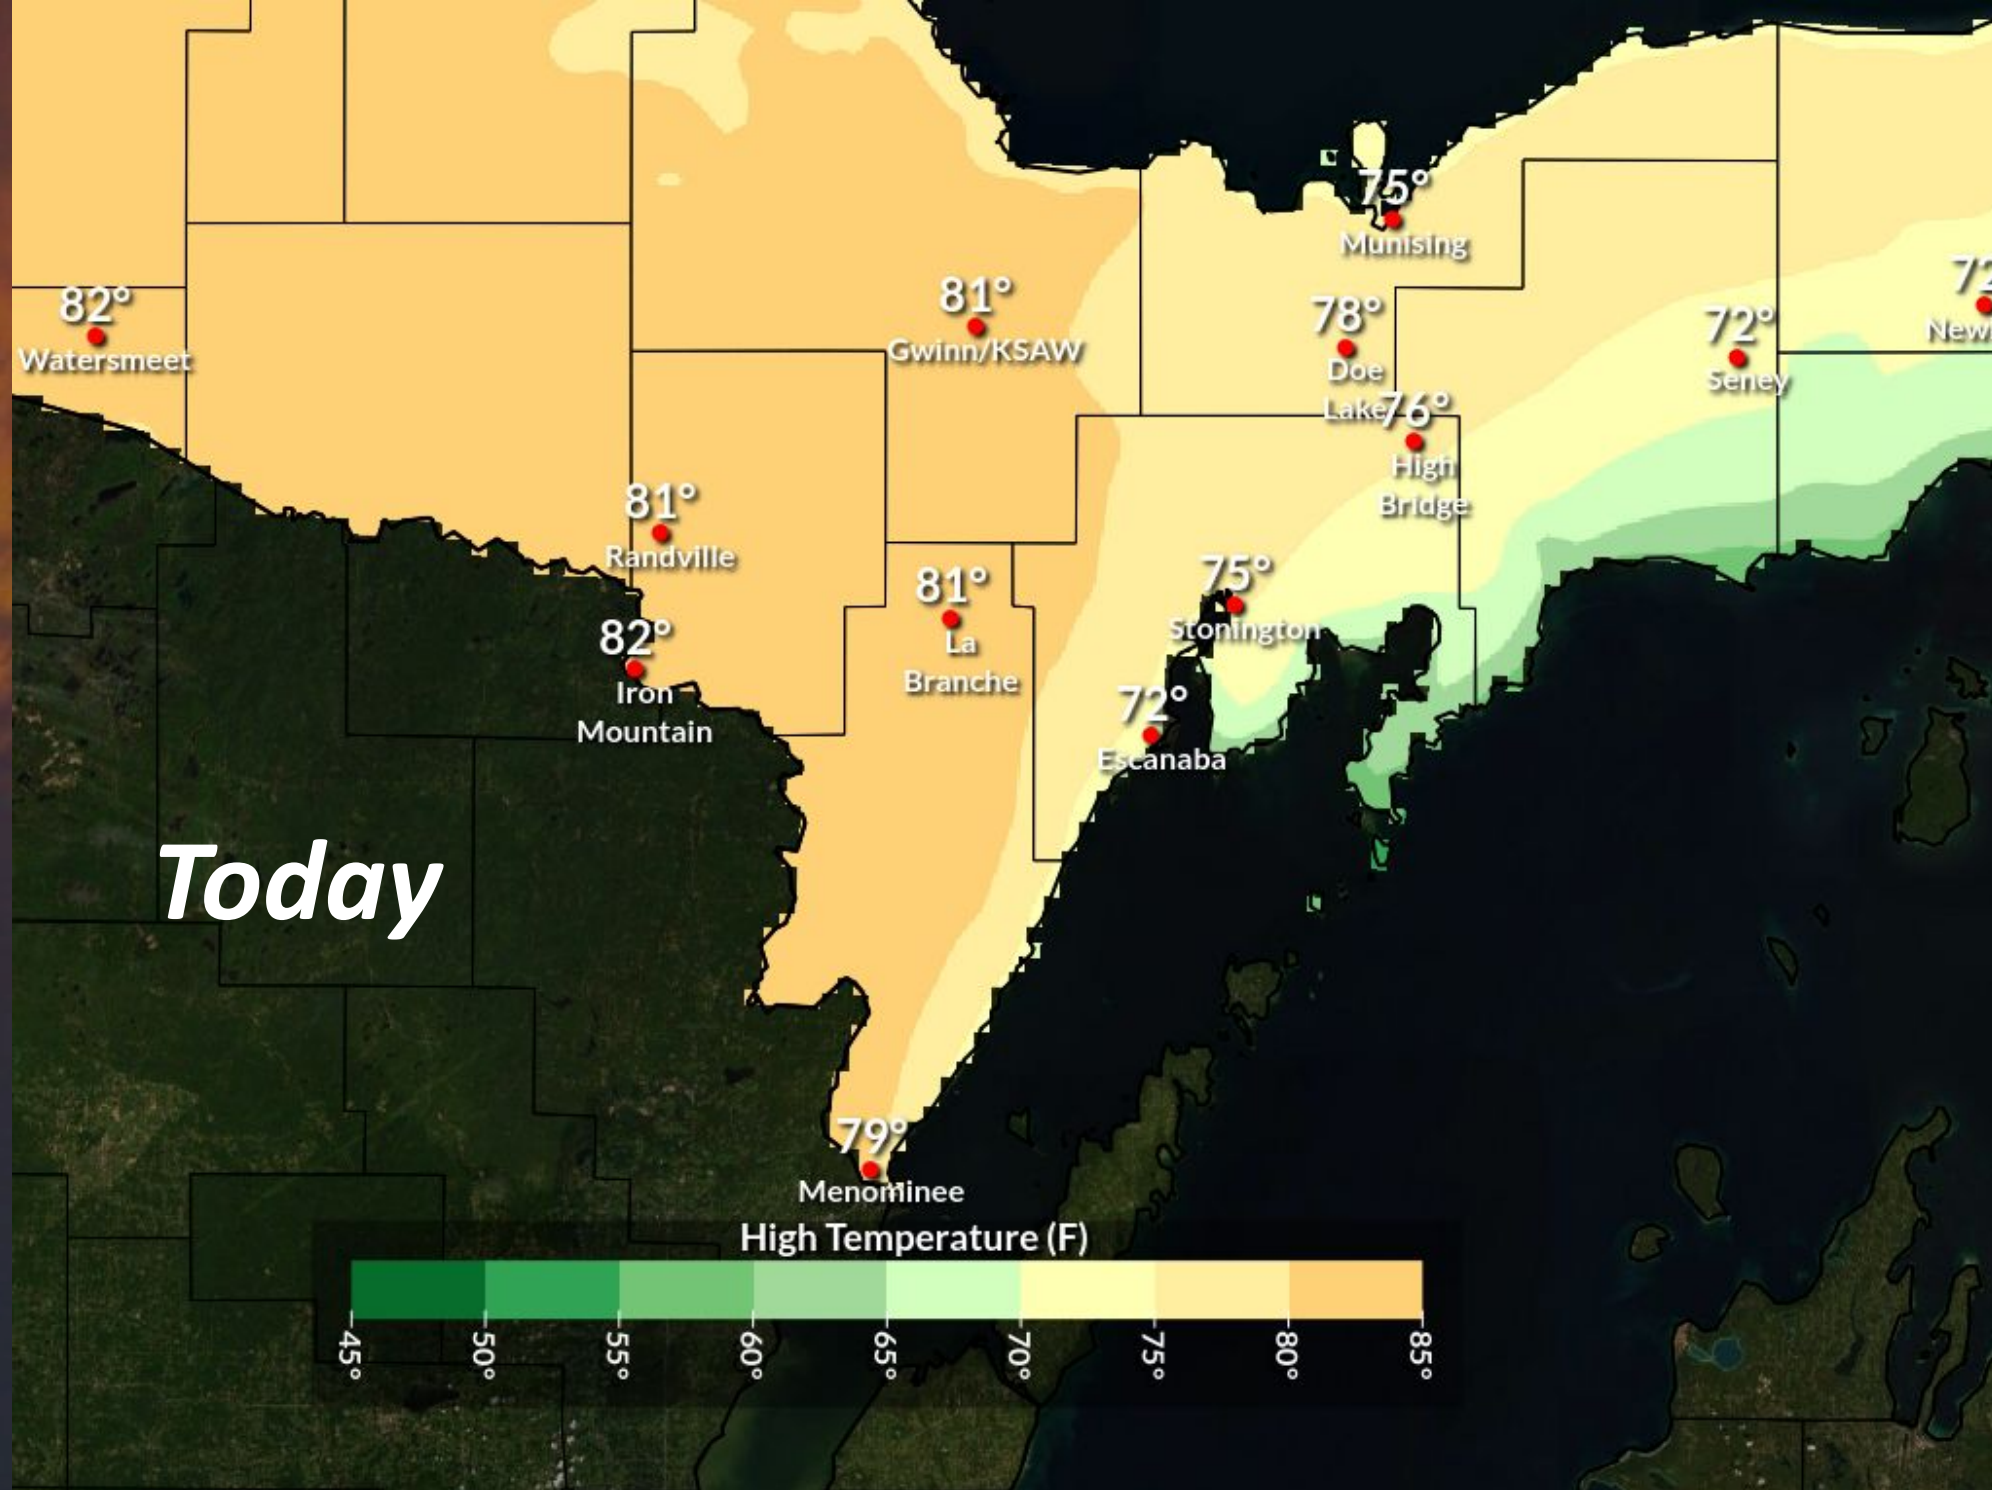 75°
Munising
82°
Watersmeet
81°
Gwinn/KSAW
78°
Doe
Lake
72°
Seney
72
New
76°
High
Bridge
81°
Randville
81°
La
Branche
75°
Stonington
82°
Iron
Mountain
72°
Escanaba
Today
79°
Menominee
High Temperature (F)
45° 50° 55° 60° 65° 70° 75° 80° 85°